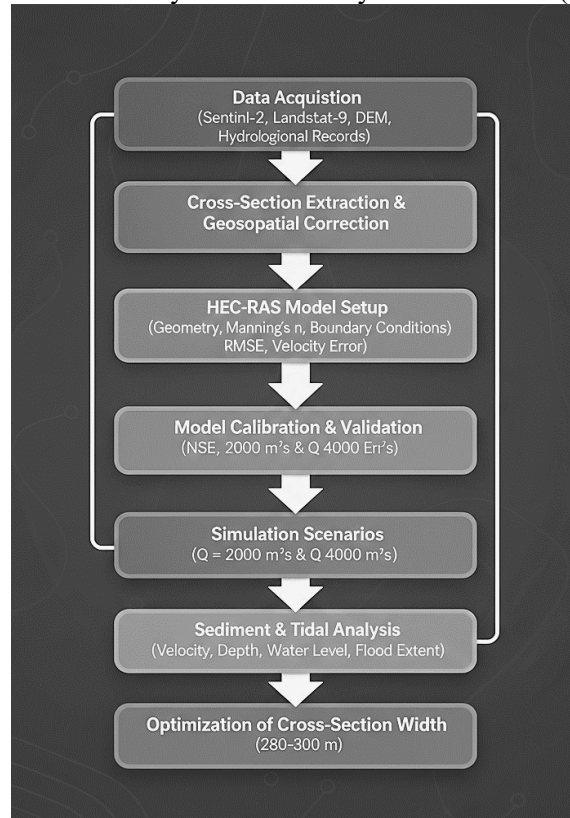 Data Acquistion
(Sentinl-2, Landstat-9, DEM,
Hydrologional Records)
Cross-Section Extraction &
Geosopatial Correction
HEC-RAS Model Setup
(Geometry, Manning's n, Boundary Conditions)
RMSE, Velocity Error)
Model Calibration & Validation
(NSE, 2000 m³s & Q 4000 Err's)
Simulation Scenarios
(Q = 2000 m³s & Q 4000 m³s)
Sediment & Tidal Analysis
(Velocity, Depth, Water Level, Flood Extent)
Optimization of Cross-Section Width
(280–300 m)